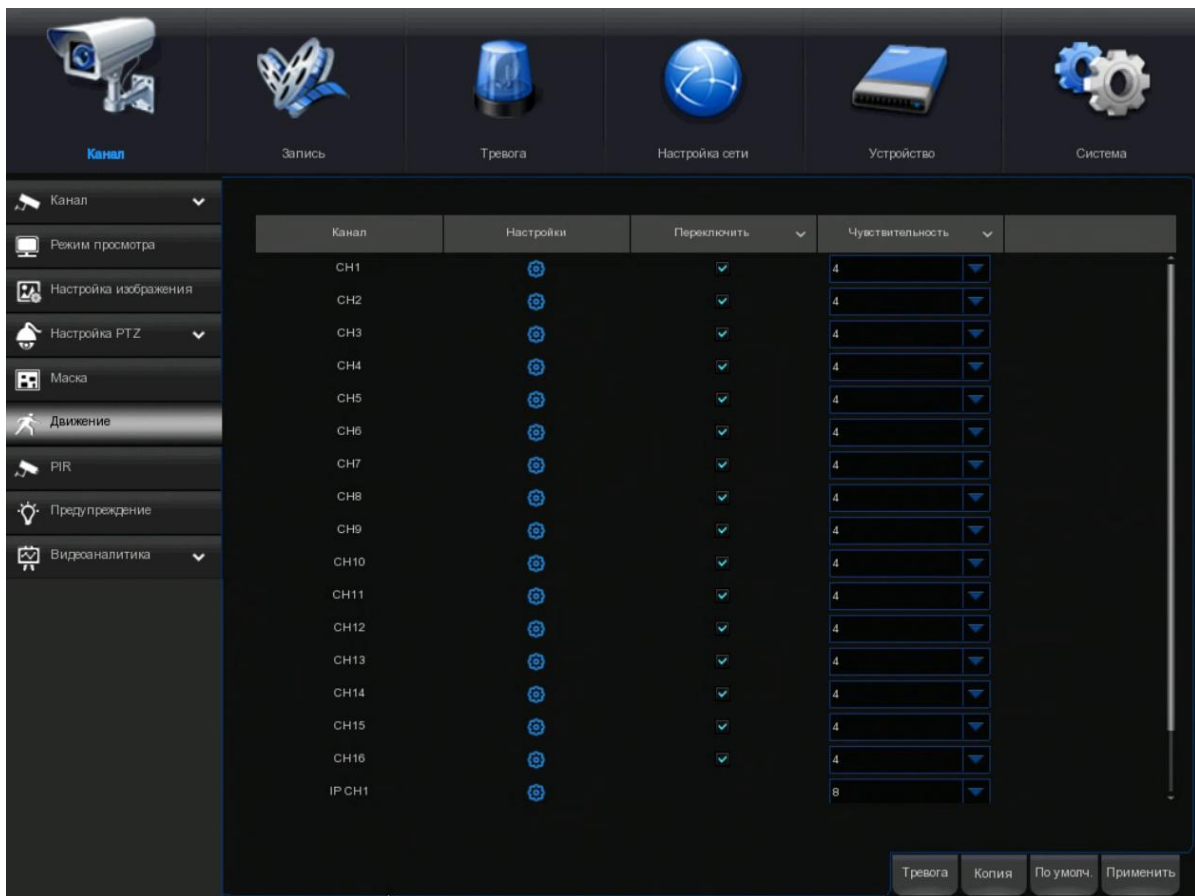 Канал Запись Тревога Настройка сети Устройство Система
Канал
Режим просмотра
Настройка изображения
Настройка PTZ
Маска
Движение
PIR
Предупреждение
Видеоаналитика
Канал Настройки Переключить Чувствительность
CH1 4
CH2 4
CH3 4
CH4 4
CH5 4
CH6 4
CH7 4
CH8 4
CH9 4
CH10 4
CH11 4
CH12 4
CH13 4
CH14 4
CH15 4
CH16 4
IP CH1 8
Тревога Копия По умолч. Применить